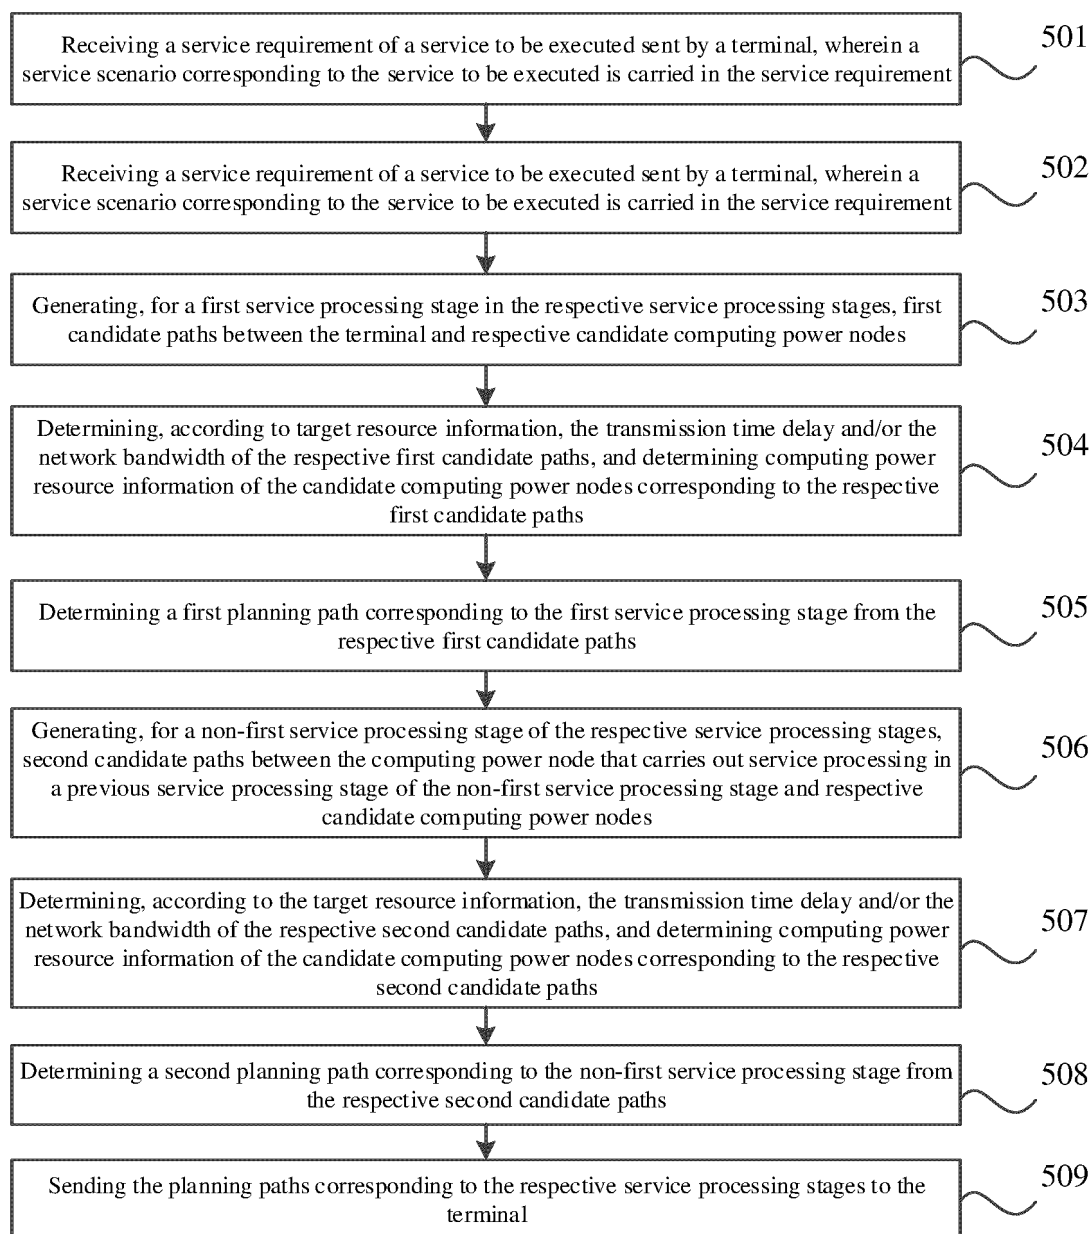 Receiving a service requirement of a service to be executed sent by a terminal, wherein a
service scenario corresponding to the service to be executed is carried in the service requirement
501
Receiving a service requirement of a service to be executed sent by a terminal, wherein a
service scenario corresponding to the service to be executed is carried in the service requirement
502
Generating, for a first service processing stage in the respective service processing stages, first
candidate paths between the terminal and respective candidate computing power nodes
503
Determining, according to target resource information, the transmission time delay and/or the
network bandwidth of the respective first candidate paths, and determining computing power
resource information of the candidate computing power nodes corresponding to the respective
first candidate paths
504
Determining a first planning path corresponding to the first service processing stage from the
respective first candidate paths
505
Generating, for a non-first service processing stage of the respective service processing stages,
second candidate paths between the computing power node that carries out service processing in
a previous service processing stage of the non-first service processing stage and respective
candidate computing power nodes
506
Determining, according to the target resource information, the transmission time delay and/or the
network bandwidth of the respective second candidate paths, and determining computing power
resource information of the candidate computing power nodes corresponding to the respective
second candidate paths
507
Determining a second planning path corresponding to the non-first service processing stage from
the respective second candidate paths
508
Sending the planning paths corresponding to the respective service processing stages to the
terminal
509